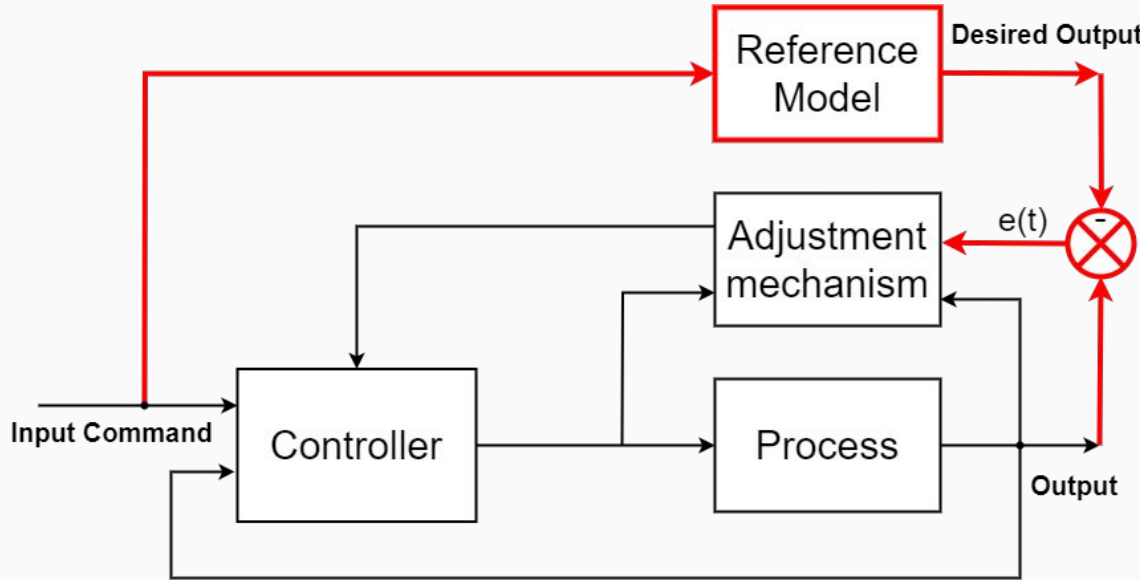 Desired Output
Reference
Model
-
e(t)
Adjustment
mechanism
Input Command
Controller
Process
Output